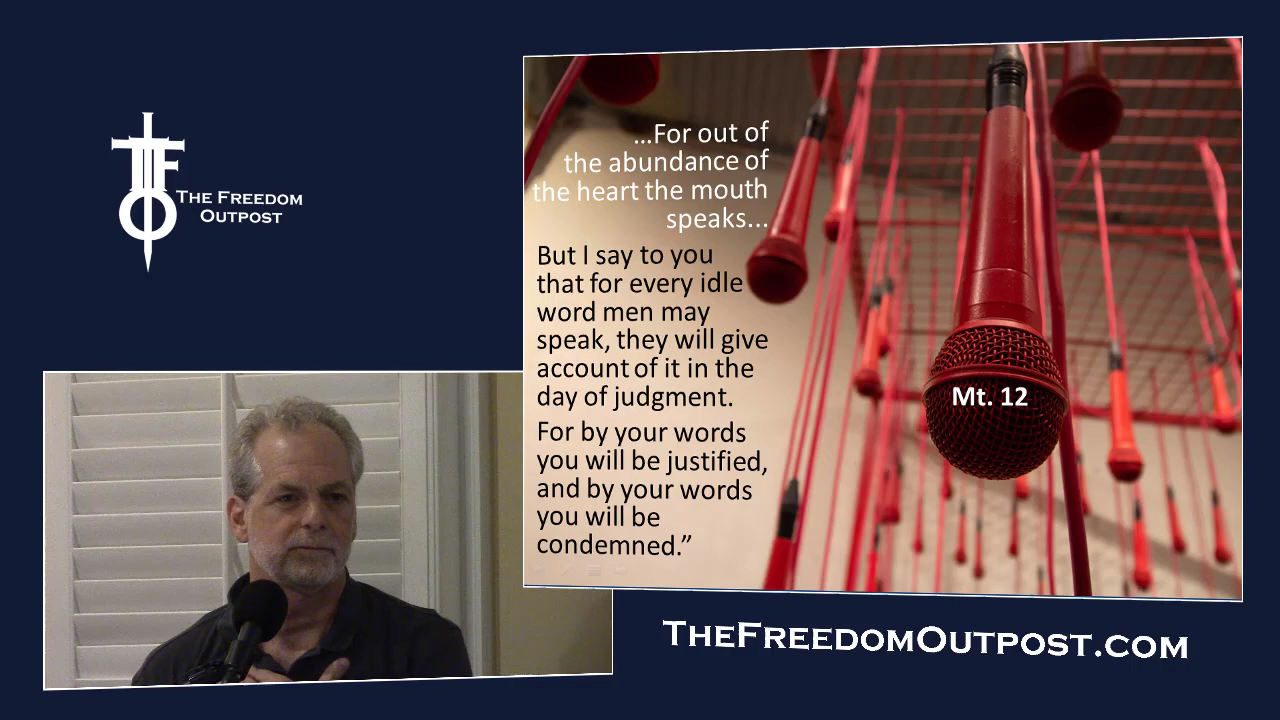 THE FREEDOM
OUTPOST
...For out of
the abundance of
the heart the mouth
speaks...
But I say to you
that for every idle
word men may
speak, they will give
account of it in the
day of judgment.
For by your words
you will be justified,
and by your words
you will be
condemned.”
Mt. 12
THEFREEDOMOUTPOST.COM